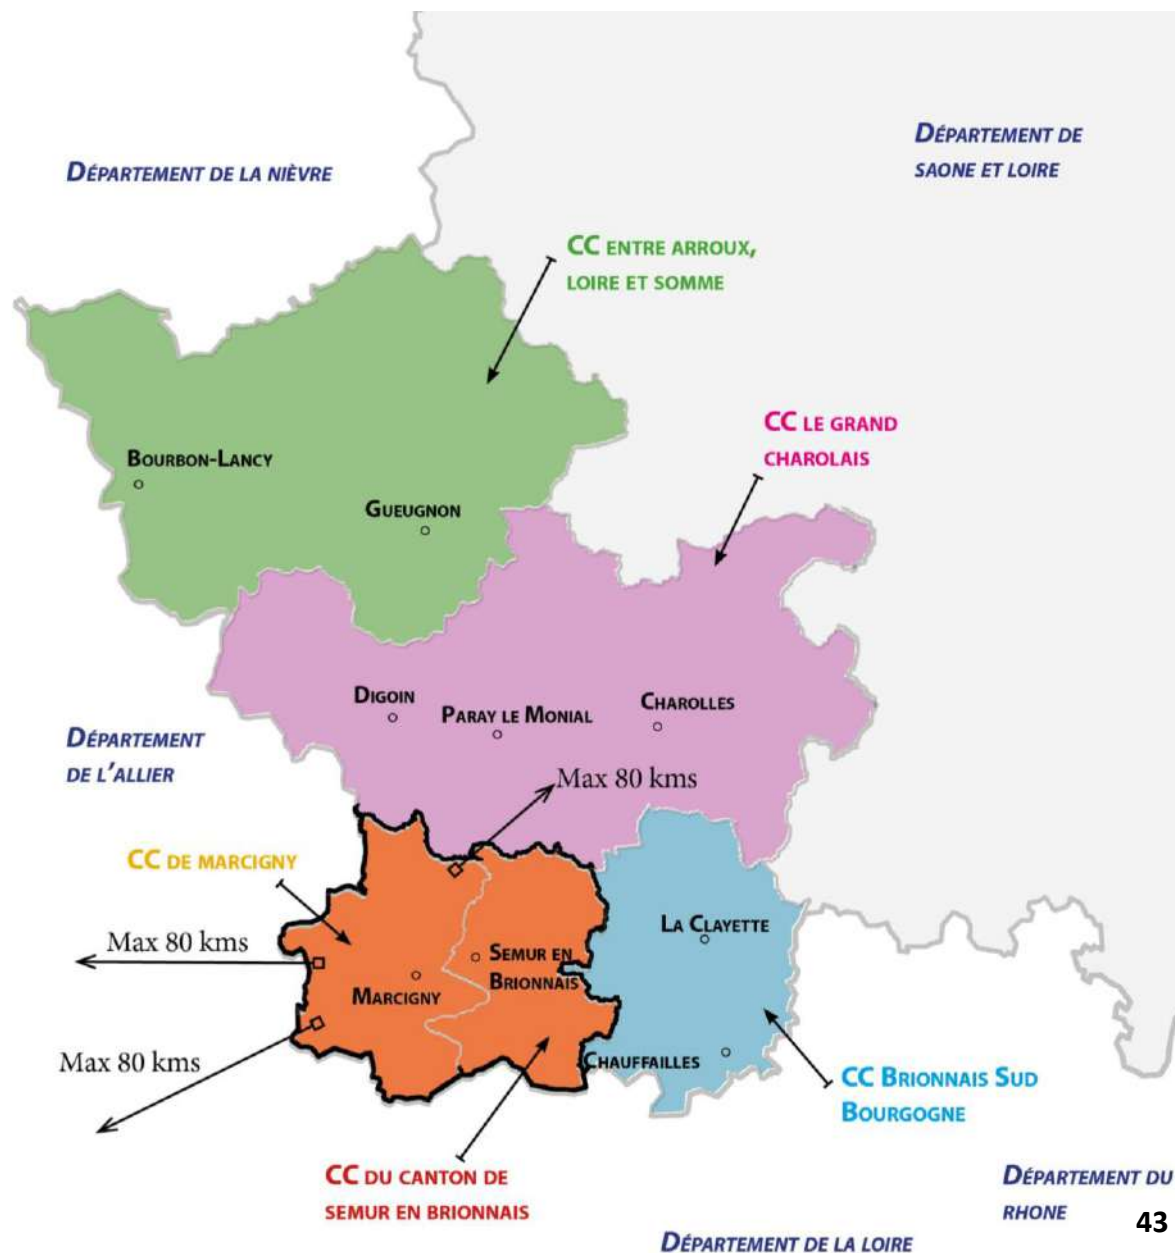 DÉPARTEMENT DE LA NIÈVRE
DÉPARTEMENT DE
SAONE ET LOIRE
CC ENTRE ARROUX,
LOIRE ET SOMME
CC LE GRAND
CHAROLAIS
BOURBON-LANCY
GUEUGNON
DIGOIN
PARAY LE MONIAL
CHAROLLES
DÉPARTEMENT
DE L'ALLIER
Max 80 kms
CC DE MARCIGNY
Max 80 kms
LA CLAYETTE
SEMUR EN
BRIONNAIS
MARCIGNY
Max 80 kms
CHAUFFAILLES
CC BRIONNAIS SUD
BOURGOGNE
CC DU CANTON DE
SEMUR EN BRIONNAIS
DÉPARTEMENT DU
RHONE
43
DÉPARTEMENT DE LA LOIRE